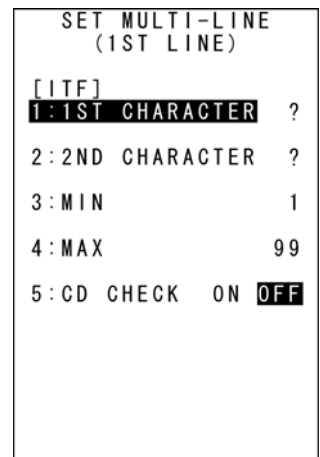 SET MULTI-LINE
(1ST LINE)
[ITF]
1:1ST CHARACTER ?
2:2ND CHARACTER ?
3:MIN 1
4:MAX 99
5:CD CHECK ON OFF